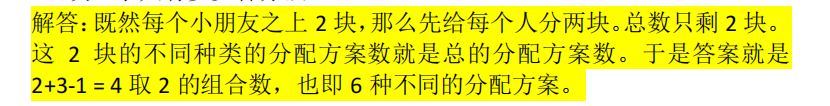 解答：既然每个小朋友之上 2 块，那么先给每个人分两块。总数只剩 2 块。
这 2 块的不同种类的分配方案数就是总的分配方案数。于是答案就是
2+3-1 = 4 取 2 的组合数，也即 6 种不同的分配方案。